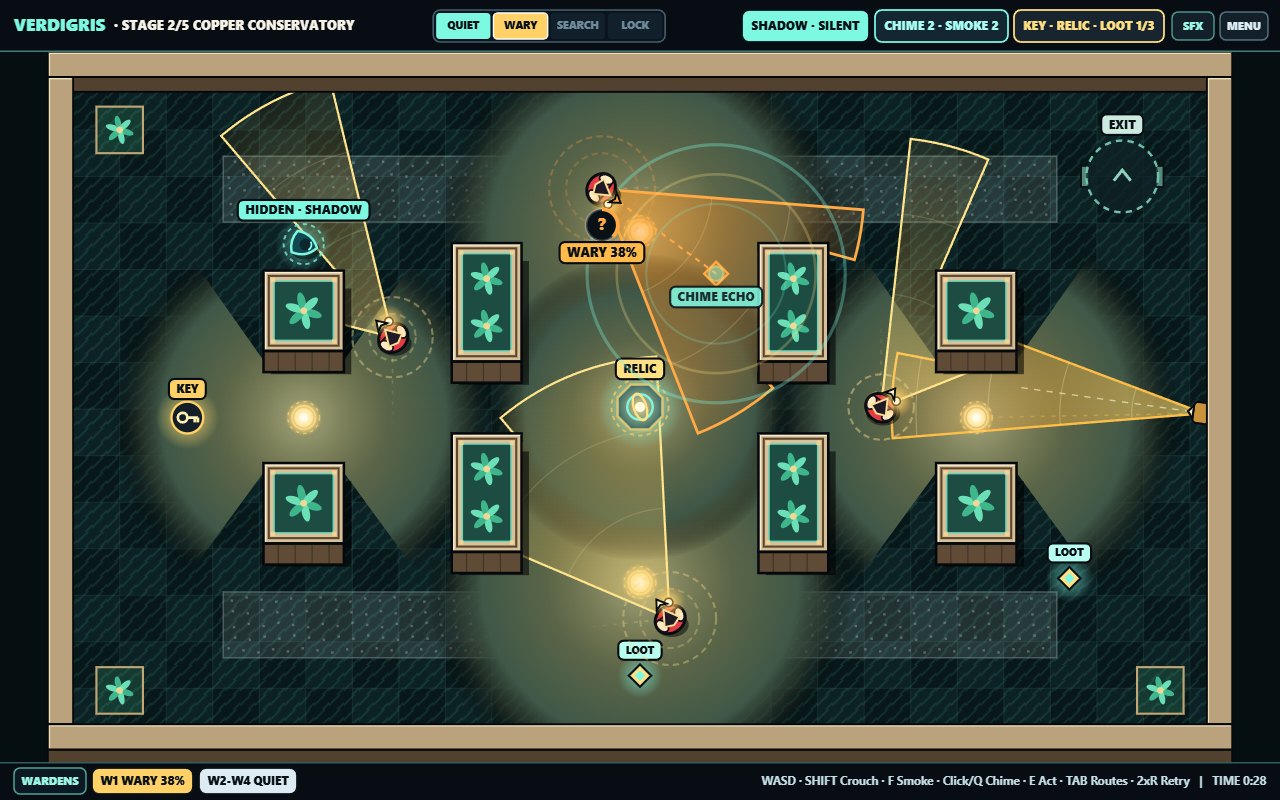 VERDIGRIS · STAGE 2/5 COPPER CONSERVATORY
QUIET WARY SEARCH LOCK
SHADOW · SILENT
CHIME 2 · SMOKE 2
KEY · RELIC · LOOT 1/3
SFX
MENU
EXIT
HIDDEN · SHADOW
?
WARY 38%
CHIME ECHO
RELIC
KEY
LOOT
LOOT
WARDENS
W1 WARY 38%
W2-W4 QUIET
WASD · SHIFT Crouch · F Smoke · Click/Q Chime · E Act · TAB Routes · 2xR Retry | TIME 0:28